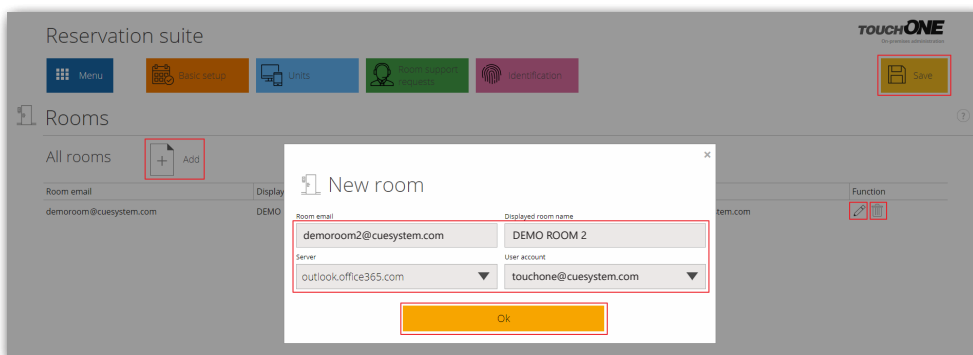 Reservation suite
TOUCHONE
On-premises administration
Menu
Basic setup
Units
Room support
requests
Identification
Save
Rooms
?
All rooms
Add
×
New room
Room email
Display
Function
demoroom@cuesystem.com
DEMO
tem.com
Room email
Displayed room name
demoroom2@cuesystem.com
DEMO ROOM 2
Server
User account
outlook.office365.com
touchone@cuesystem.com
Ok